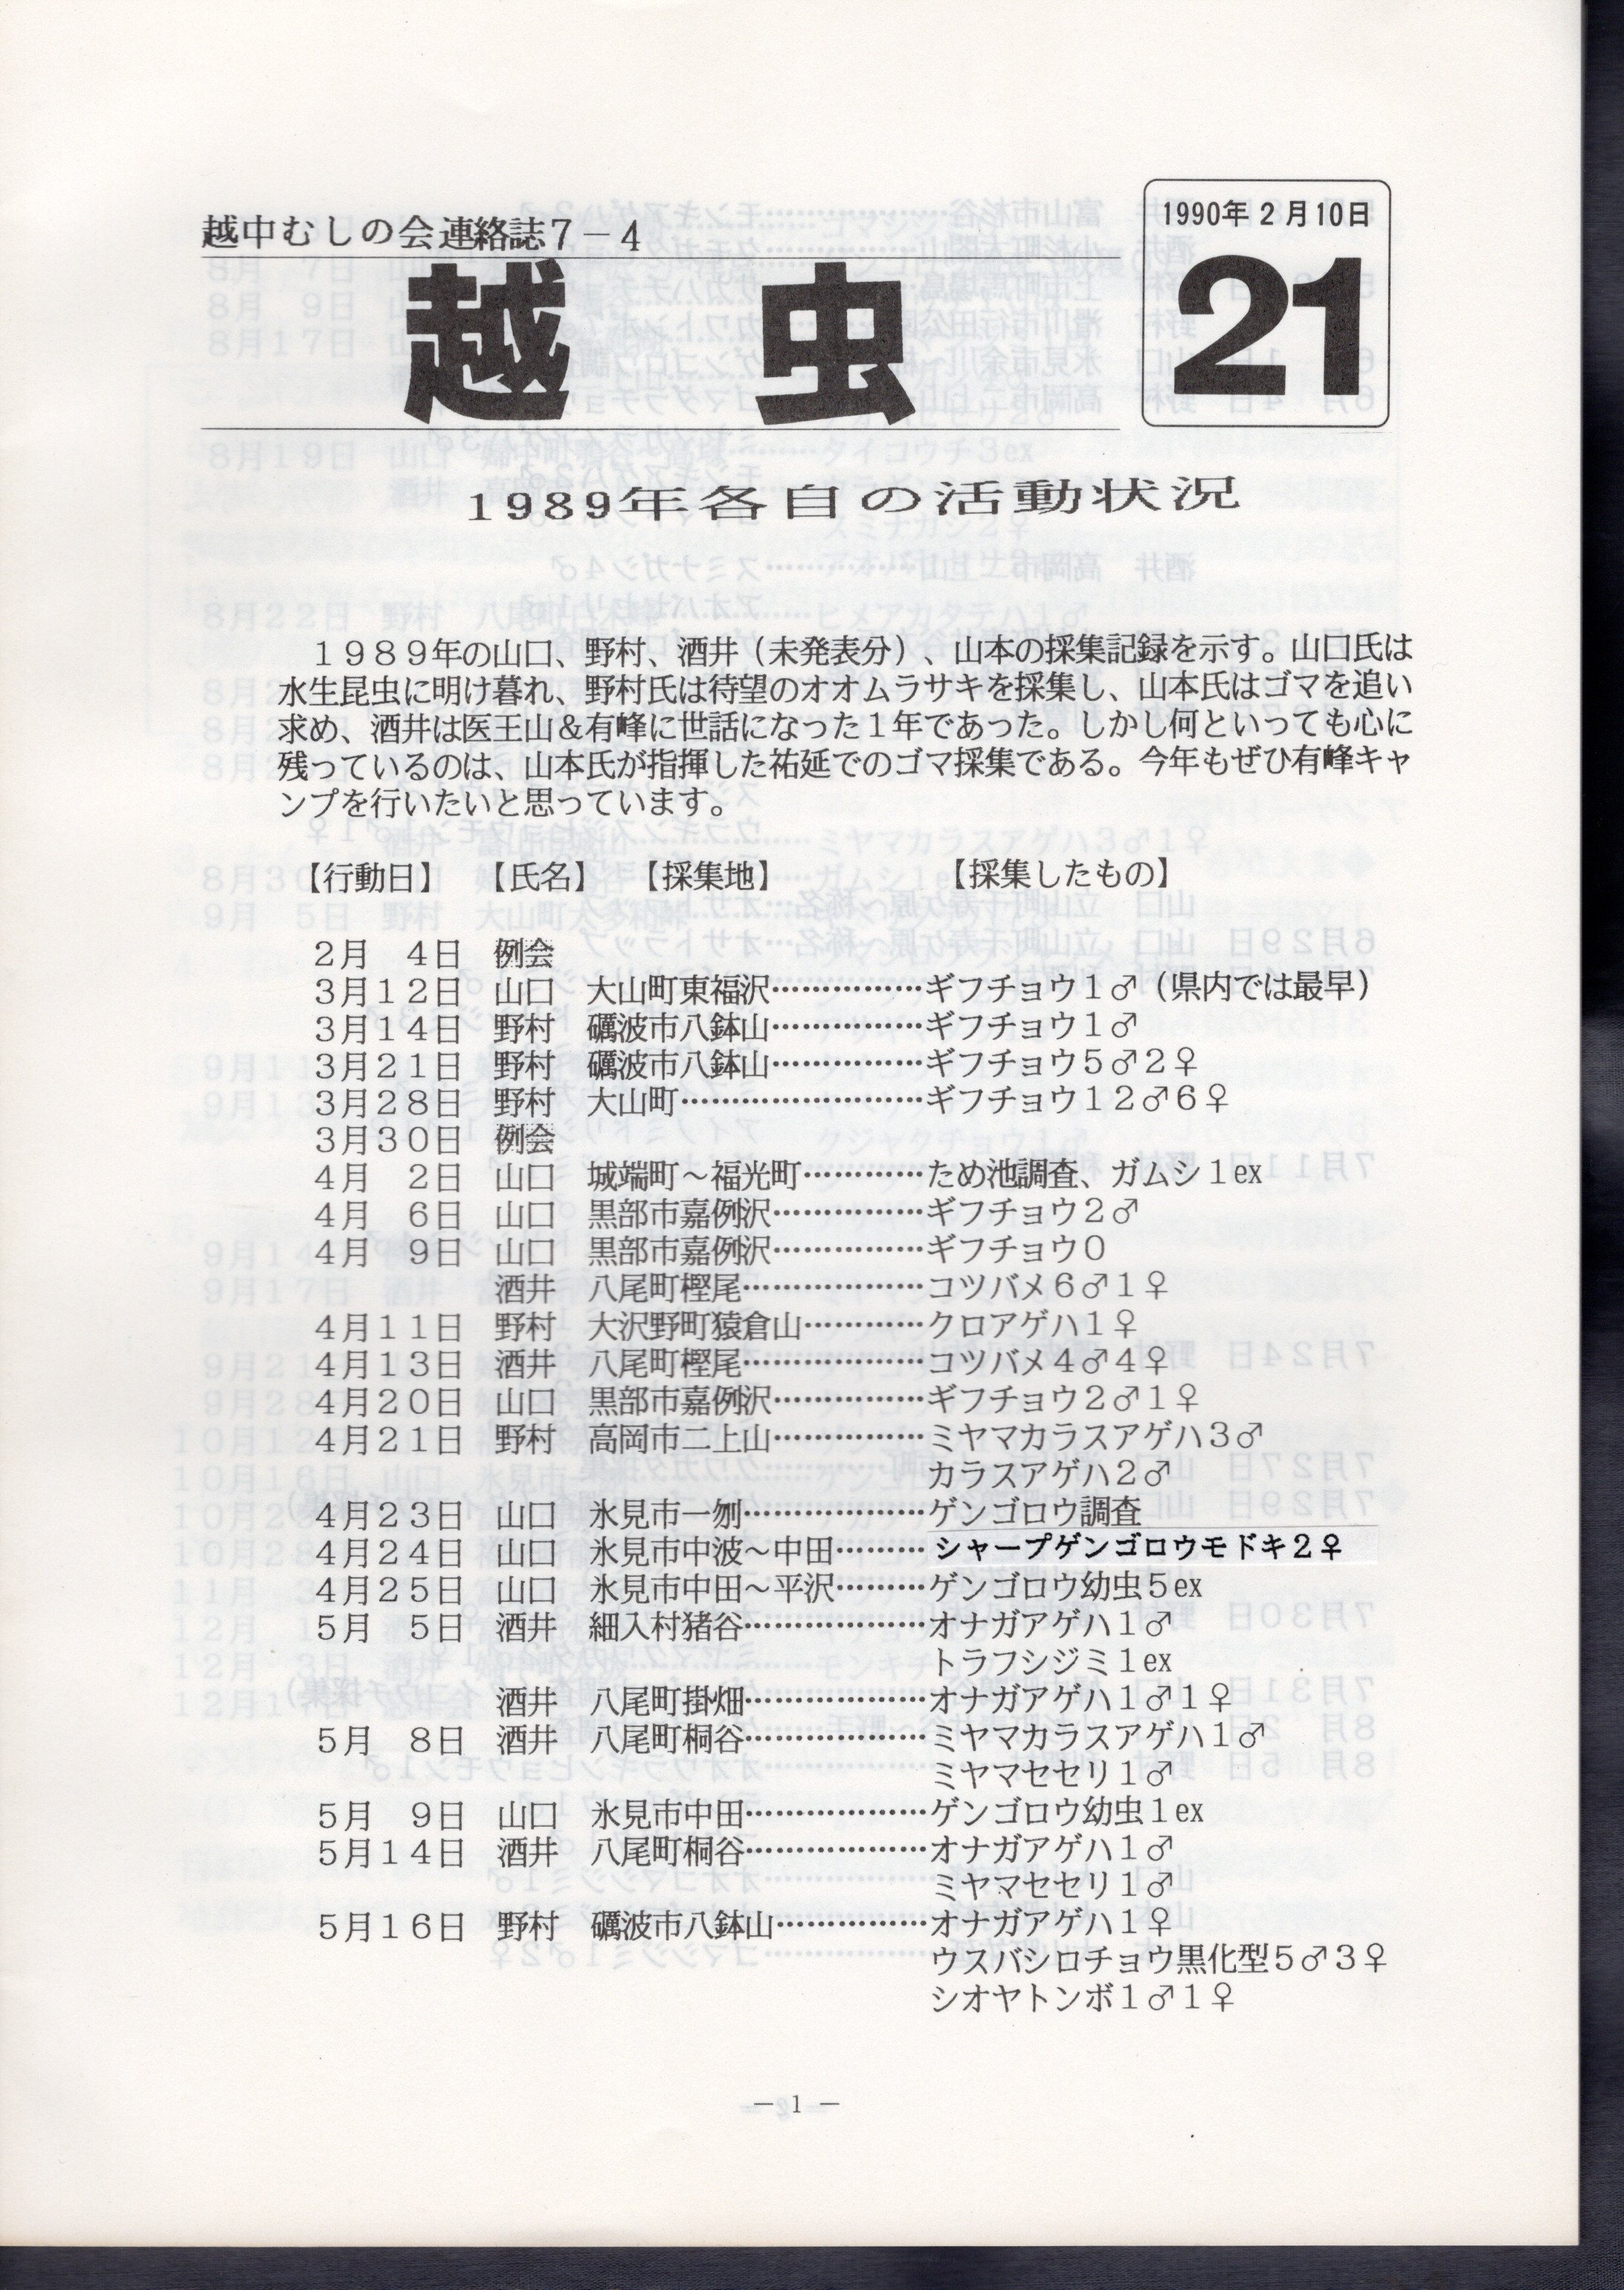 越中むしの会連絡誌7-4
1990年2月10日
越虫
21
1989年各自の活動状況
1989年の山口、野村、酒井(未発表分)、山本の採集記録を示す。山口氏は
水生昆虫に明け暮れ、野村氏は待望のオオムラサキを採集し、山本氏はゴマを追い
求め、酒井は医王山&有峰に世話になった1年であった。しかし何といっても心に
残っているのは、山本氏が指揮した祐延でのゴマ採集である。今年もぜひ有峰キャ
ンプを行いたいと思っています。
【行動日】 【氏名】 【採集地】 【採集したもの】
2月 4日 例会
3月12日 山口 大山町東福沢……………ギフチョウ1♂(県内では最早)
3月14日 野村 礪波市八鉢山……………ギフチョウ1♂
3月21日 野村 礪波市八鉢山……………ギフチョウ5♂2♀
3月28日 野村 大山町……………………ギフチョウ12♂6♀
3月30日 例会
4月 2日 山口 城端町~福光町…………ため池調査、ガムシ1ex
4月 6日 山口 黒部市嘉例沢……………ギフチョウ2♂
4月 9日 山口 黒部市嘉例沢……………ギフチョウ0
酒井 八尾町樫尾………………コツバメ6♂1♀
4月11日 野村 大沢野町猿倉山…………クロアゲハ1♀
4月13日 酒井 八尾町樫尾………………コツバメ4♂4♀
4月20日 山口 黒部市嘉例沢……………ギフチョウ2♂1♀
4月21日 野村 高岡市二上山……………ミヤマカラスアゲハ3♂
カラスアゲハ2♂
4月23日 山口 氷見市一刎………………ゲンゴロウ調査
4月24日 山口 氷見市中波~中田………シャープゲンゴロウモドキ2♀
4月25日 山口 氷見市中田~平沢………ゲンゴロウ幼虫5ex
5月 5日 酒井 細入村猪谷………………オナガアゲハ1♂
トラフシジミ1ex
酒井 八尾町掛畑………………オナガアゲハ1♂1♀
5月 8日 酒井 八尾町桐谷………………ミヤマカラスアゲハ1♂
ミヤマセセリ1♂
5月 9日 山口 氷見市中田………………ゲンゴロウ幼虫1ex
5月14日 酒井 八尾町桐谷………………オナガアゲハ1♂
ミヤマセセリ1♂
5月16日 野村 礪波市八鉢山……………オナガアゲハ1♀
ウスバシロチョウ黒化型5♂3♀
シオヤトンボ1♂1♀
- 1 -